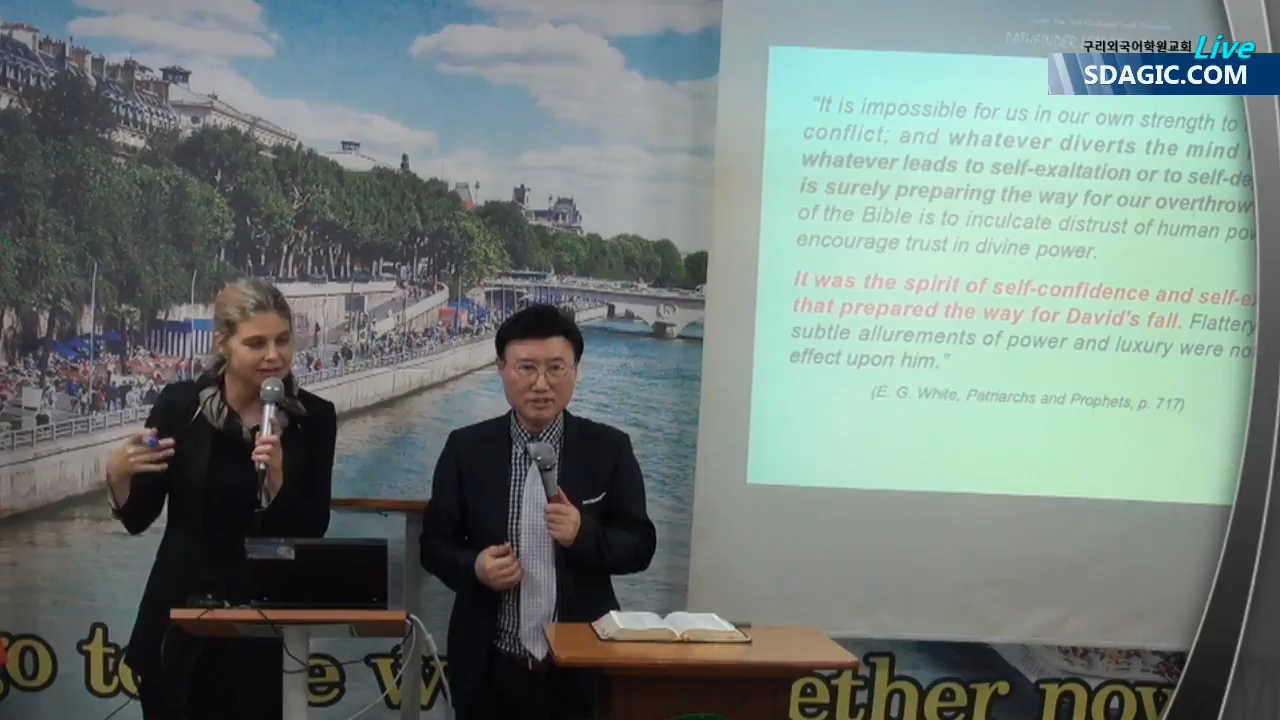 구리외국어학원교회 Live
SDAGIC.COM
"It is impossible for us in our own strength to
conflict; and whatever diverts the mind
whatever leads to self-exaltation or to self-de
is surely preparing the way for our overthrow
of the Bible is to inculcate distrust of human pow
encourage trust in divine power.
It was the spirit of self-confidence and self-e
that prepared the way for David's fall. Flattery
subtle allurements of power and luxury were no
effect upon him."
(E. G. White, Patriarchs and Prophets, p. 717)
go to e w ether now